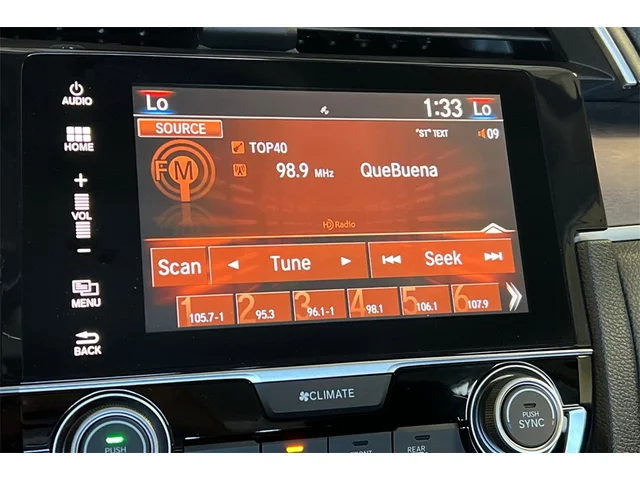 AUDIO
HOME
+
VOL
−
MENU
BACK
Lo 1:33 Lo
SOURCE "ST" TEXT 09
FM TOP40
98.9 MHz QueBuena
HD Radio
Scan ◄ Tune ► ⏮ Seek ⏭
1 105.7-1 2 95.3 3 96.1-1 4 98.1 5 106.1 6 107.9
CLIMATE
PUSH
PUSH
SYNC
FRONT
REAR